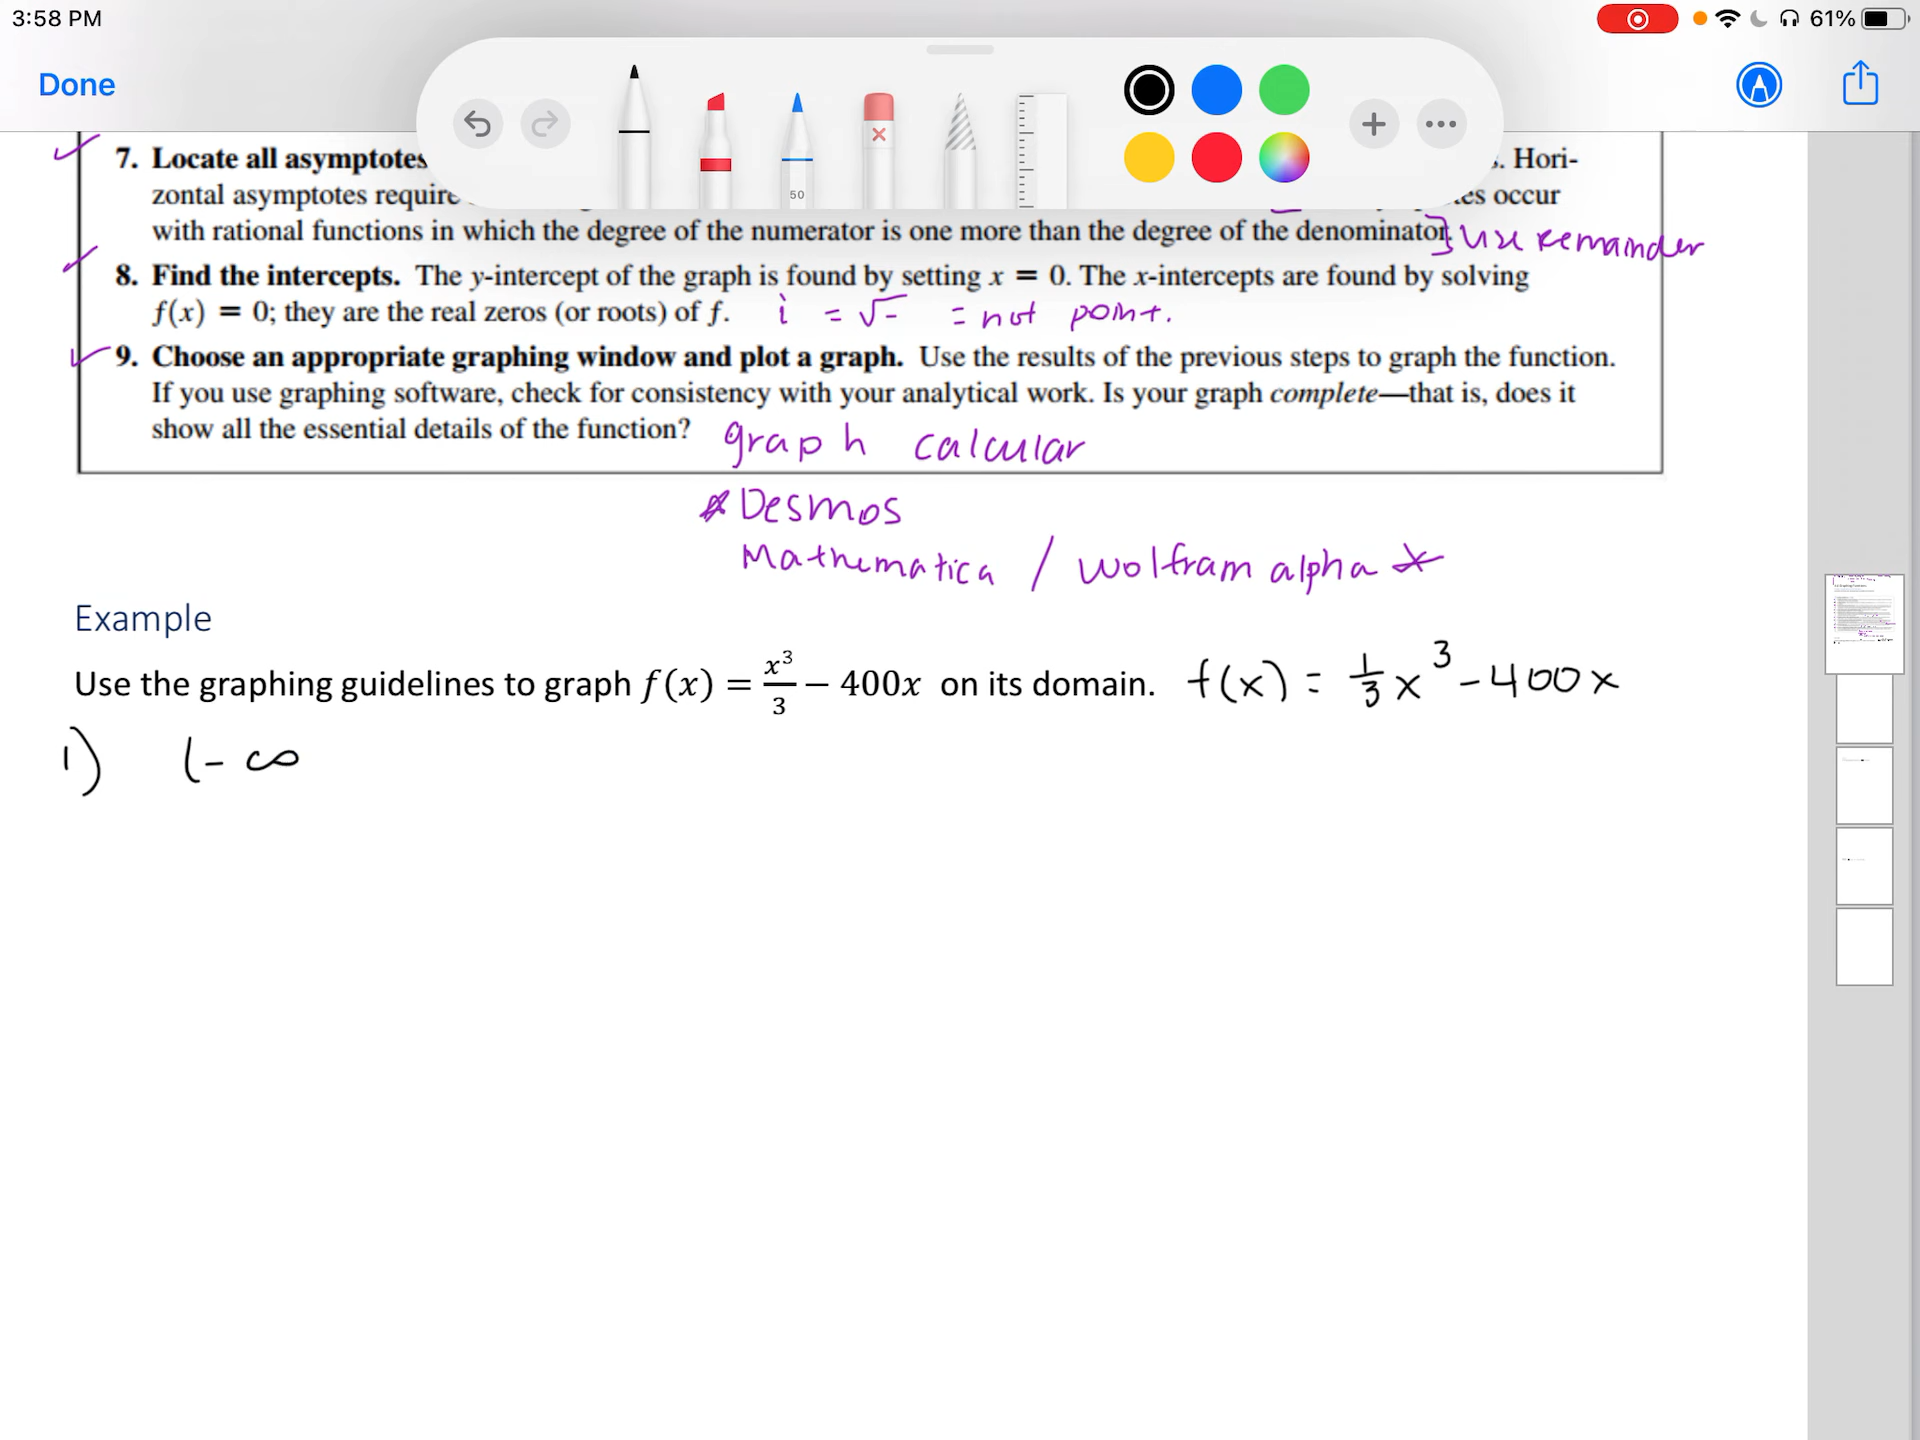 3:58 PM
61%
Done
50
7. Locate all asymptotes . Hori-
zontal asymptotes require es occur
with rational functions in which the degree of the numerator is one more than the degree of the denominator. ] use remainder
8. Find the intercepts. The y-intercept of the graph is found by setting x = 0. The x-intercepts are found by solving
f(x) = 0; they are the real zeros (or roots) of f. i = √- = not point.
9. Choose an appropriate graphing window and plot a graph. Use the results of the previous steps to graph the function.
If you use graphing software, check for consistency with your analytical work. Is your graph complete—that is, does it
show all the essential details of the function? graph calcular
* Desmos
Mathematica / wolfram alpha *
Example
Use the graphing guidelines to graph f(x) = x³/3 − 400x on its domain. f(x) = 1/3 x³ - 400x
1) (- ∞